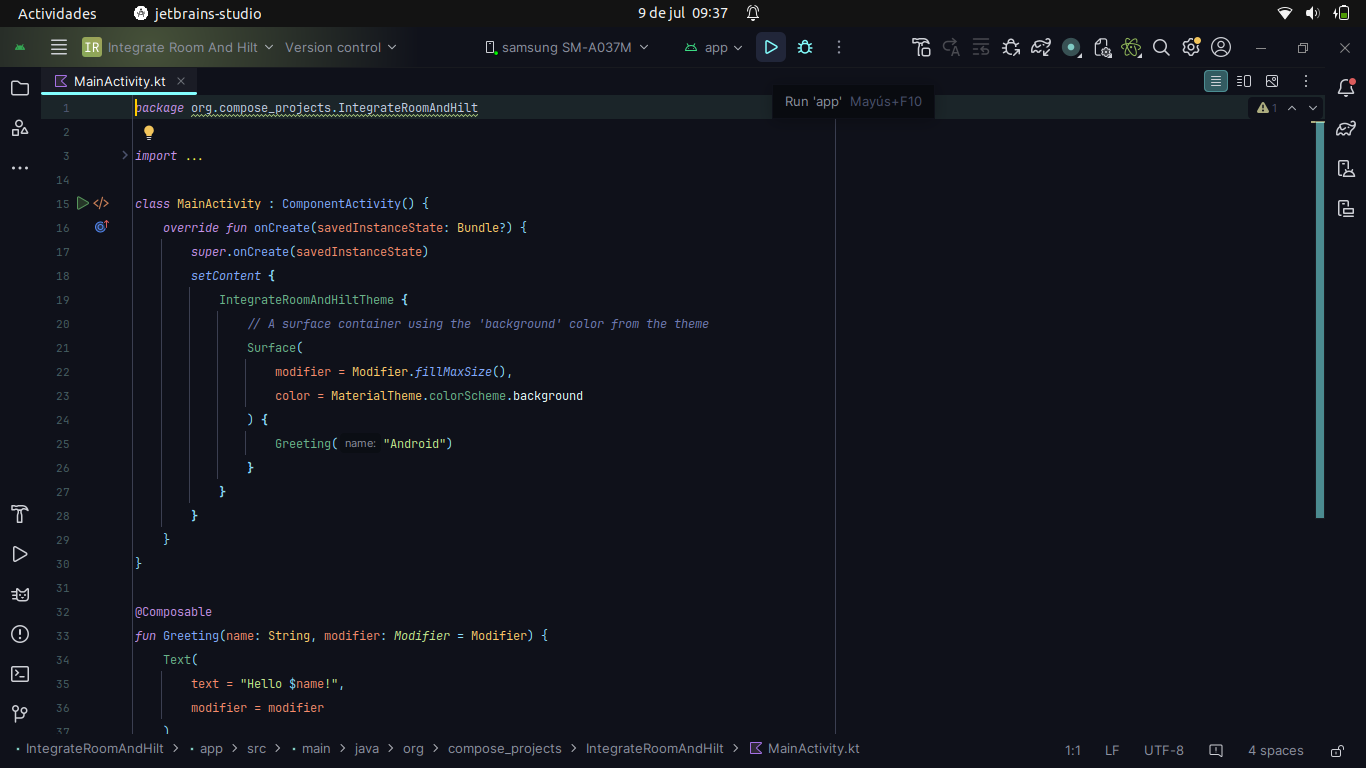 Actividades jetbrains-studio 9 de jul 09:37
IR Integrate Room And Hilt Version control samsung SM-A037M app
MainActivity.kt
Run 'app' Mayús+F10
1 package org.compose_projects.IntegrateRoomAndHilt 1
2
3 import ...
14
15 class MainActivity : ComponentActivity() {
16 override fun onCreate(savedInstanceState: Bundle?) {
17 super.onCreate(savedInstanceState)
18 setContent {
19 IntegrateRoomAndHiltTheme {
20 // A surface container using the 'background' color from the theme
21 Surface(
22 modifier = Modifier.fillMaxSize(),
23 color = MaterialTheme.colorScheme.background
24 ) {
25 Greeting( name: "Android")
26 }
27 }
28 }
29 }
30 }
31
32 @Composable
33 fun Greeting(name: String, modifier: Modifier = Modifier) {
34 Text(
35 text = "Hello $name!",
36 modifier = modifier
37 )
IntegrateRoomAndHilt > app > src > main > java > org > compose_projects > IntegrateRoomAndHilt > MainActivity.kt 1:1 LF UTF-8 4 spaces